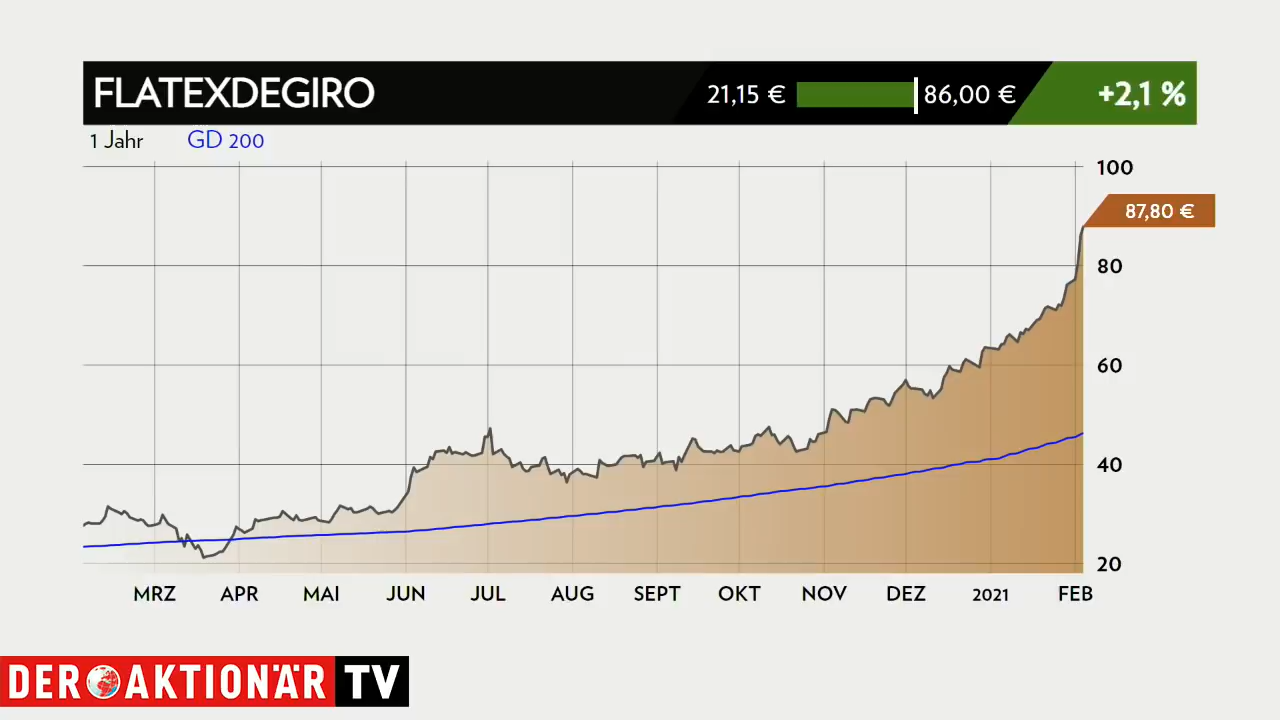 FLATEXDEGIRO 21,15 € 86,00 € +2,1 %
1 Jahr GD 200
100
87,80 €
80
60
40
20
MRZ APR MAI JUN JUL AUG SEPT OKT NOV DEZ 2021 FEB
DER AKTIONÄR TV